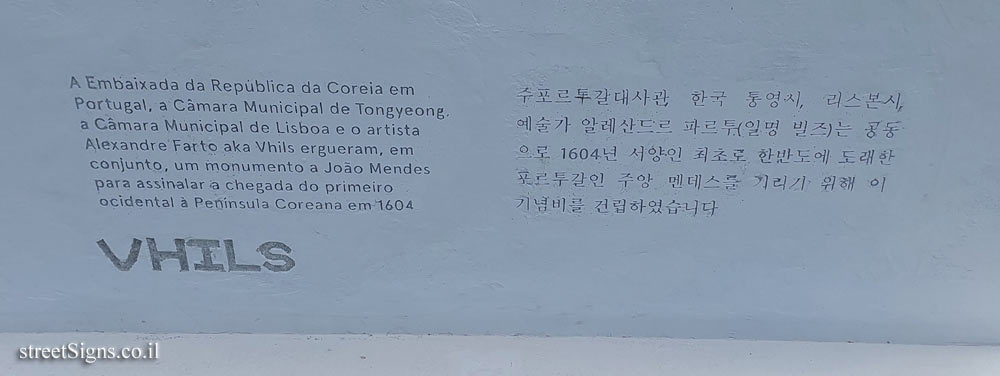 A Embaixada da República da Coreia em
Portugal, a Câmara Municipal de Tongyeong,
a Câmara Municipal de Lisboa e o artista
Alexandre Farto aka Vhils ergueram, em
conjunto, um monumento a João Mendes
para assinalar a chegada do primeiro
ocidental à Península Coreana em 1604
VHILS
주포르투갈대사관, 한국 통영시, 리스본시,
예술가 알레산드르 파르투(일명 빌즈)는 공동
으로 1604년 서양인 최초로 한반도에 도래한
포르투갈인 주앙 멘데스를 기리기 위해 이
기념비를 건립하였습니다
streetSigns.co.il